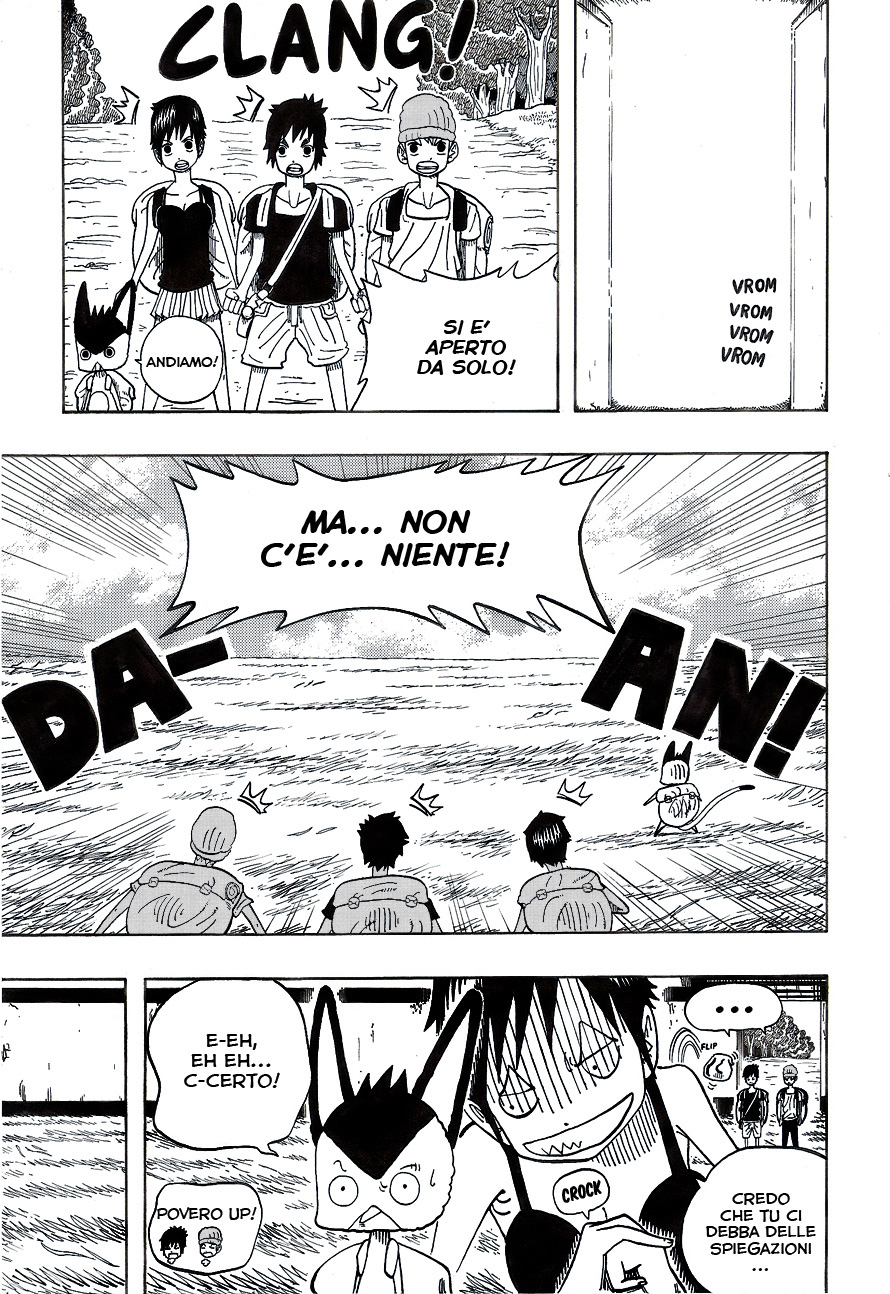 VROM
VROM
VROM
VROM
CLANG!
SI E'
APERTO
DA SOLO!
ANDIAMO!
MA... NON
C'E'... NIENTE!
DA-
AN!
...
FLIP
CREDO
CHE TU CI
DEBBA DELLE
SPIEGAZIONI
...
CROCK
E-EH,
EH EH...
C-CERTO!
POVERO UP!